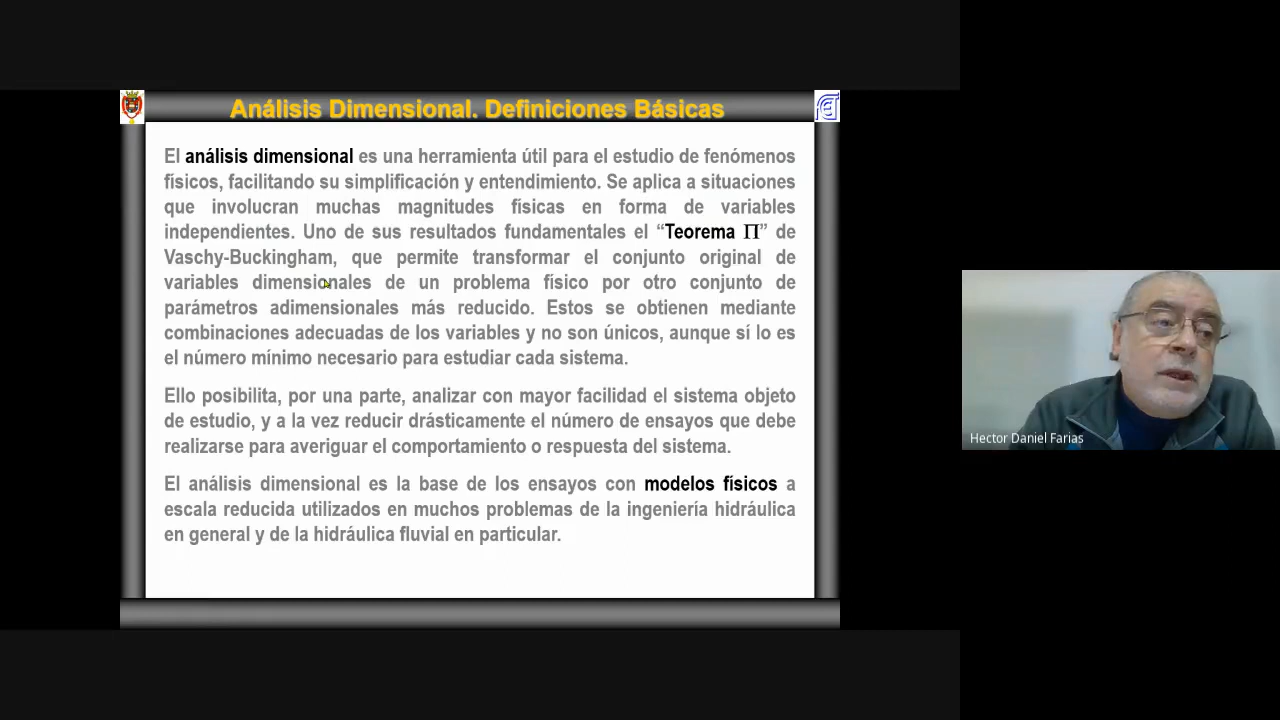 Análisis Dimensional. Definiciones Básicas
El análisis dimensional es una herramienta útil para el estudio de fenómenos
físicos, facilitando su simplificación y entendimiento. Se aplica a situaciones
que involucran muchas magnitudes físicas en forma de variables
independientes. Uno de sus resultados fundamentales el “Teorema Π” de
Vaschy-Buckingham, que permite transformar el conjunto original de
variables dimensionales de un problema físico por otro conjunto de
parámetros adimensionales más reducido. Estos se obtienen mediante
combinaciones adecuadas de los variables y no son únicos, aunque sí lo es
el número mínimo necesario para estudiar cada sistema.
Ello posibilita, por una parte, analizar con mayor facilidad el sistema objeto
de estudio, y a la vez reducir drásticamente el número de ensayos que debe
realizarse para averiguar el comportamiento o respuesta del sistema.
El análisis dimensional es la base de los ensayos con modelos físicos a
escala reducida utilizados en muchos problemas de la ingeniería hidráulica
en general y de la hidráulica fluvial en particular.
Hector Daniel Farias